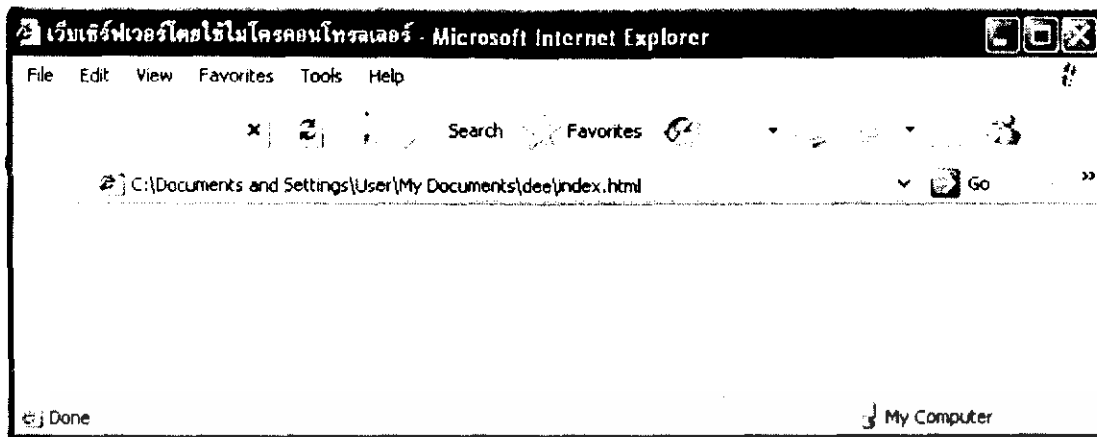 เว็บเซิร์ฟเวอร์โดยใช้ไมโครคอนโทรลเลอร์ - Microsoft Internet Explorer
File Edit View Favorites Tools Help
Search Favorites
C:\Documents and Settings\User\My Documents\dee\index.html Go »
Done My Computer